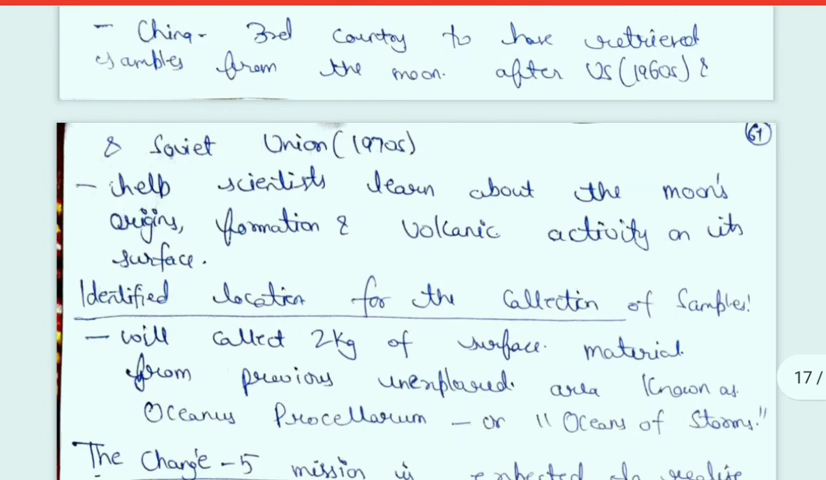 - China- 3rd country to have retrieved
samples from the moon. after US (1960s) &
61
& Soviet Union (1970s)
- help scientists learn about the moon's
origins, formation & volcanic activity on its
surface.
Identified location for the collection of Samples:
- will collect 2kg of surface material
from previous unexplored area known as
Oceanus Procellarum - or "Oceans of Storms."
17 /
The Chang'e-5 mission is expected to realise